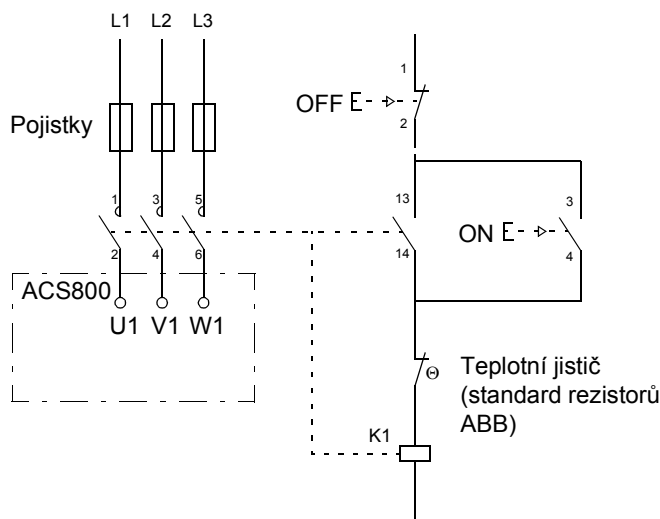 L1 L2 L3
1
OFF
2
Pojistky
1 3 5
13
3
ON
2 4 6
14
4
ACS800
U1 V1 W1
Θ
Teplotní jistič
(standard rezistorů
ABB)
K1